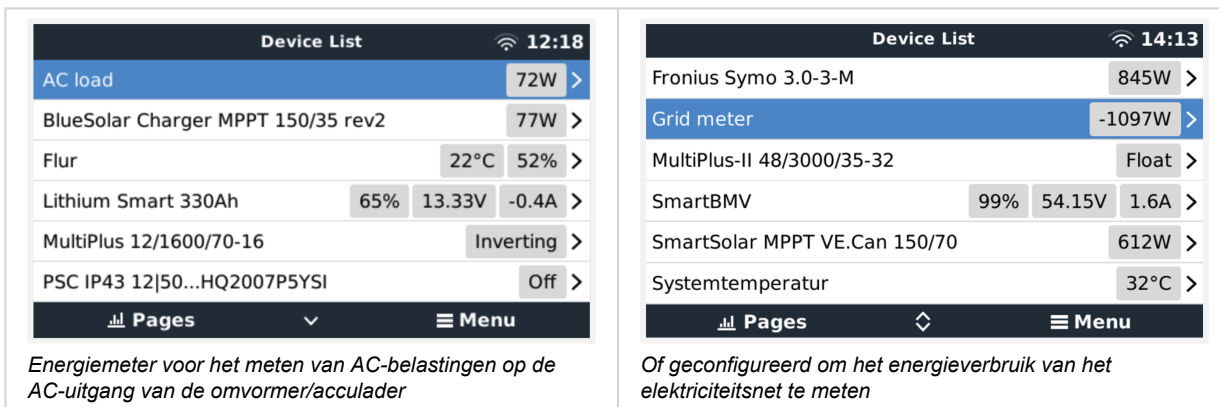 Device List 12:18
AC load 72W
BlueSolar Charger MPPT 150/35 rev2 77W
Flur 22°C 52%
Lithium Smart 330Ah 65% 13.33V -0.4A
MultiPlus 12/1600/70-16 Inverting
PSC IP43 12|50...HQ2007P5YSI Off
Pages Menu
Energiemeter voor het meten van AC-belastingen op de
AC-uitgang van de omvormer/acculader
Device List 14:13
Fronius Symo 3.0-3-M 845W
Grid meter -1097W
MultiPlus-II 48/3000/35-32 Float
SmartBMV 99% 54.15V 1.6A
SmartSolar MPPT VE.Can 150/70 612W
Systemtemperatur 32°C
Pages Menu
Of geconfigureerd om het energieverbruik van het
elektriciteitsnet te meten